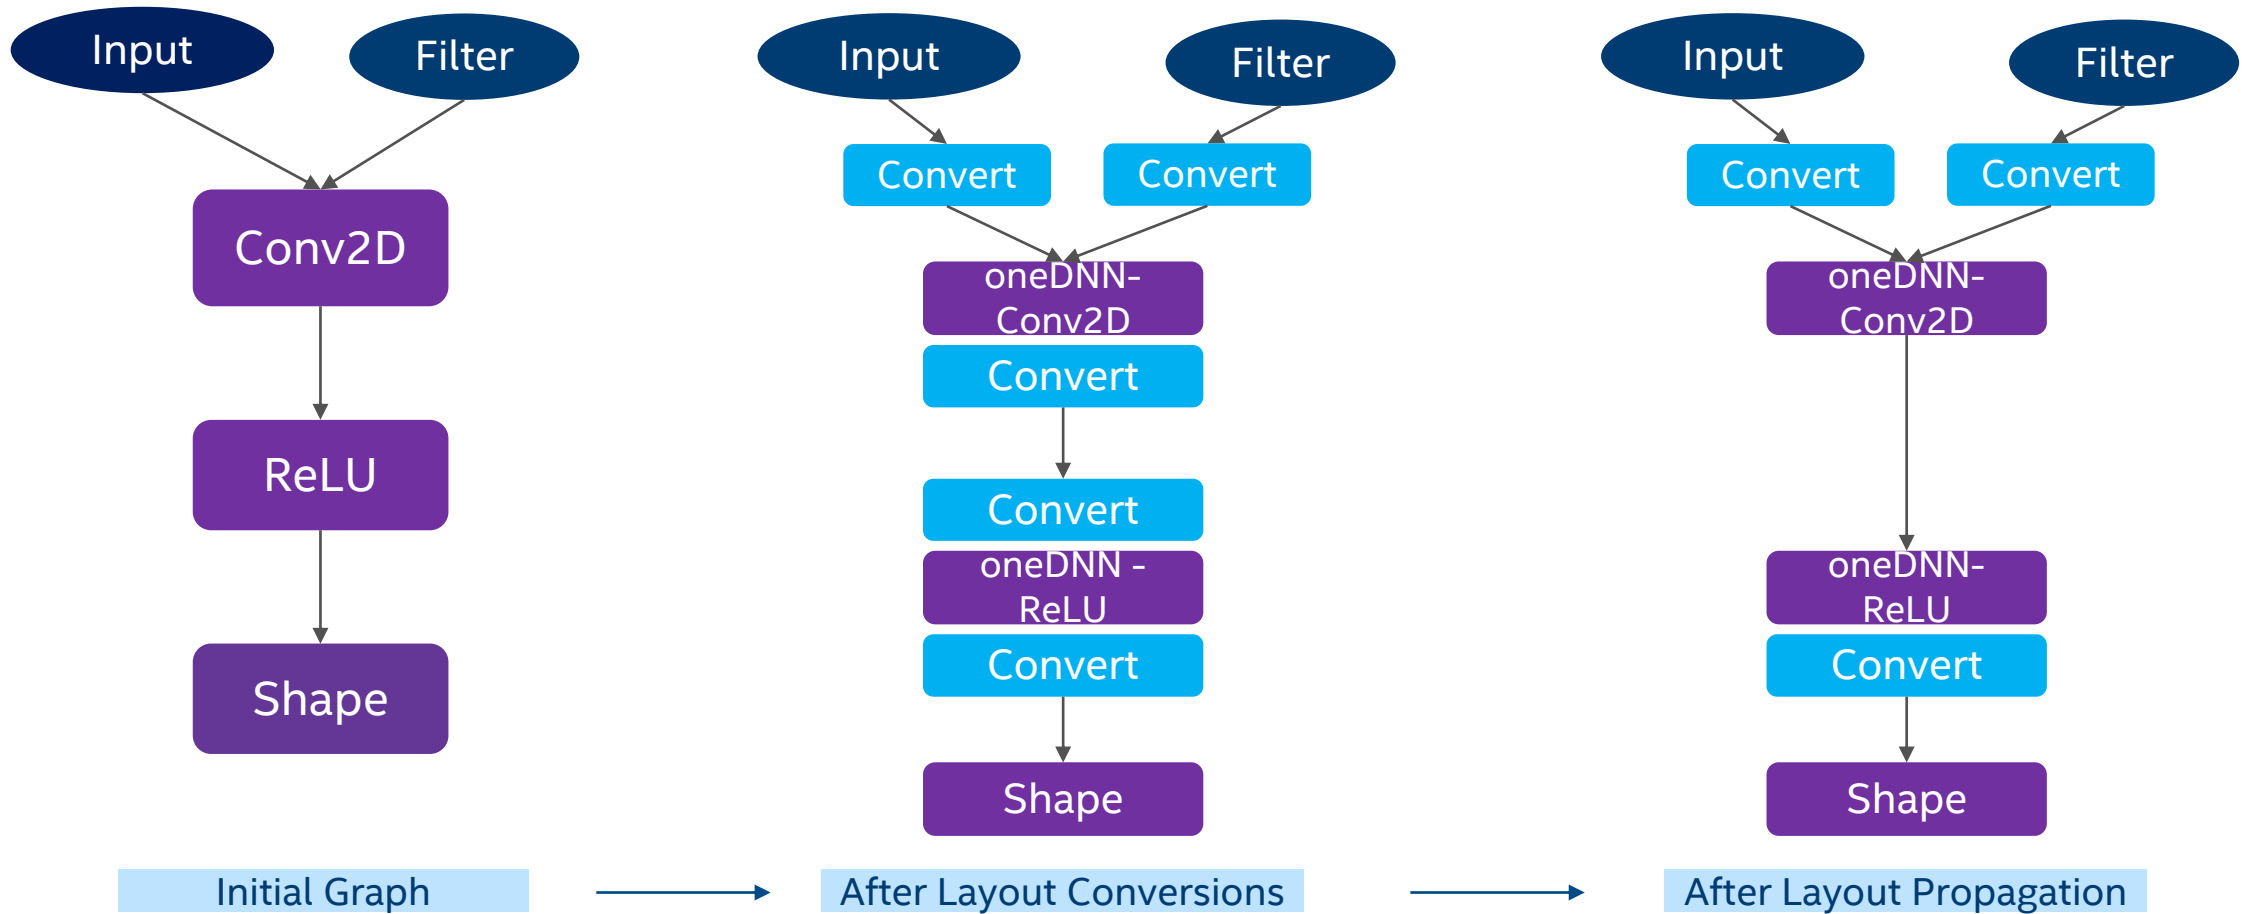 Input
Filter
Conv2D
ReLU
Shape
Initial Graph
Input
Filter
Convert
Convert
oneDNN-
Conv2D
Convert
Convert
oneDNN -
ReLU
Convert
Shape
After Layout Conversions
Input
Filter
Convert
Convert
oneDNN-
Conv2D
oneDNN-
ReLU
Convert
Shape
After Layout Propagation